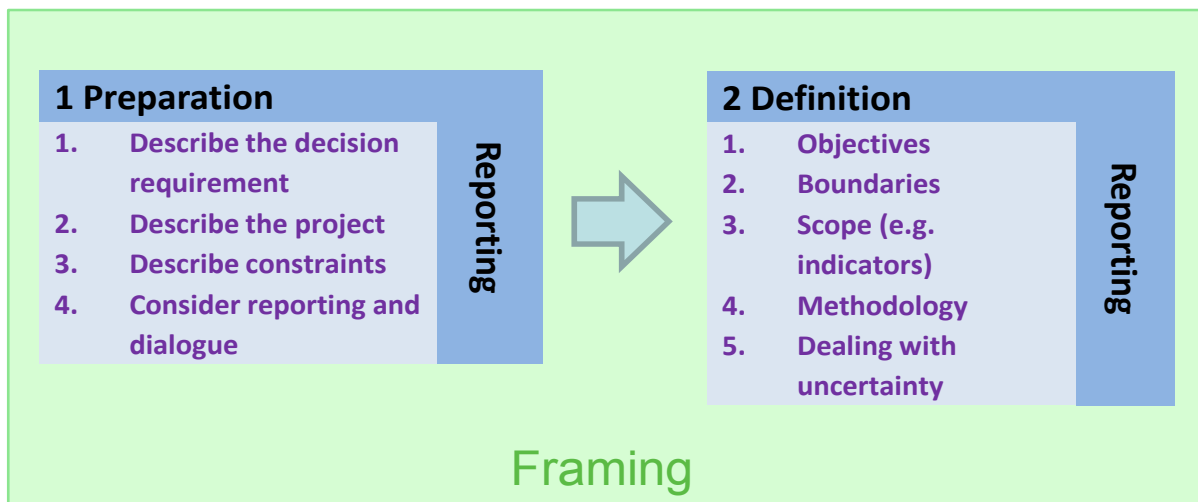 1 Preparation
1. Describe the decision
requirement
2. Describe the project
3. Describe constraints
4. Consider reporting and
dialogue
Reporting
2 Definition
1. Objectives
2. Boundaries
3. Scope (e.g.
indicators)
4. Methodology
5. Dealing with
uncertainty
Reporting
Framing